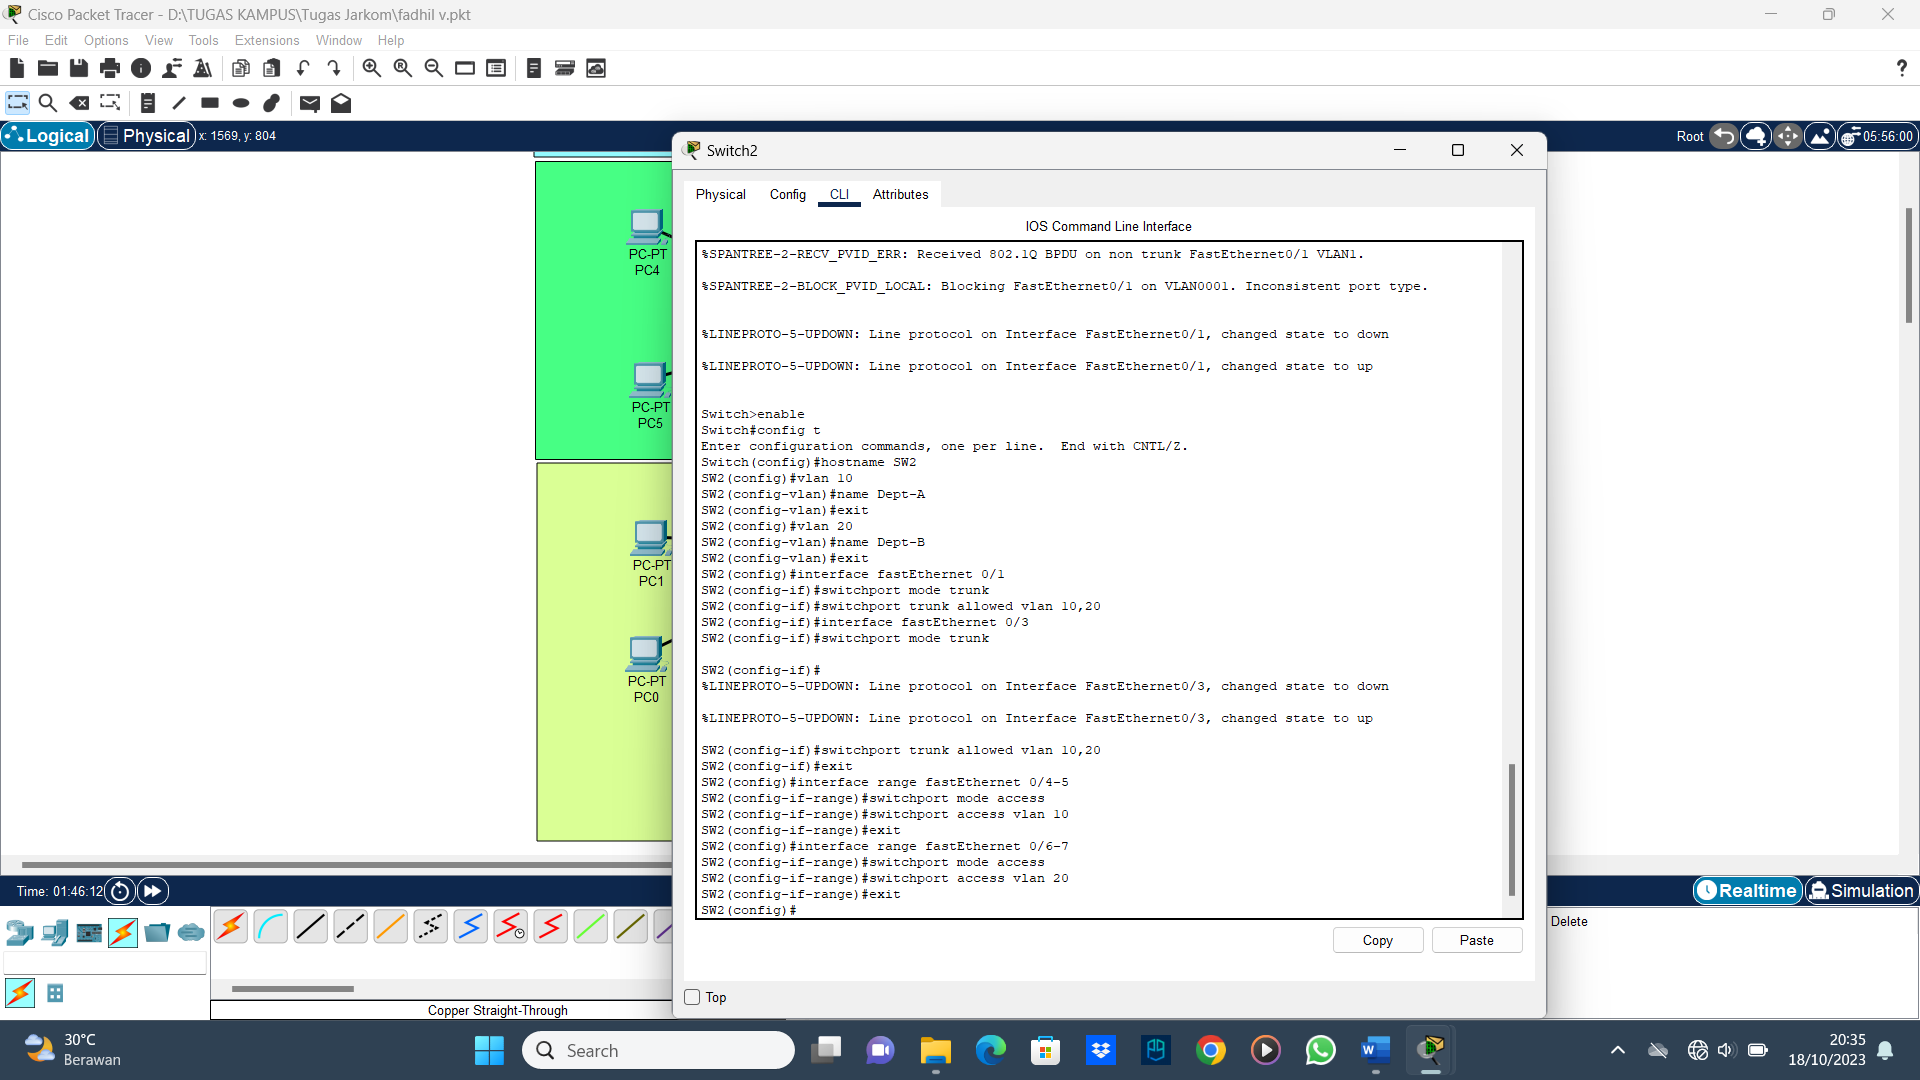 Cisco Packet Tracer - D:\TUGAS KAMPUS\Tugas Jarkom\fadhil v.pkt
File Edit Options View Tools Extensions Window Help
?
Logical Physical x: 1569, y: 804
Root 05:56:00
PC-PT
PC4
PC-PT
PC5
PC-PT
PC1
PC-PT
PC0
Switch2
Physical Config CLI Attributes
IOS Command Line Interface
%SPANTREE-2-RECV_PVID_ERR: Received 802.1Q BPDU on non trunk FastEthernet0/1 VLAN1.
%SPANTREE-2-BLOCK_PVID_LOCAL: Blocking FastEthernet0/1 on VLAN0001. Inconsistent port type.
%LINEPROTO-5-UPDOWN: Line protocol on Interface FastEthernet0/1, changed state to down
%LINEPROTO-5-UPDOWN: Line protocol on Interface FastEthernet0/1, changed state to up
Switch>enable
Switch#config t
Enter configuration commands, one per line.  End with CNTL/Z.
Switch(config)#hostname SW2
SW2(config)#vlan 10
SW2(config-vlan)#name Dept-A
SW2(config-vlan)#exit
SW2(config)#vlan 20
SW2(config-vlan)#name Dept-B
SW2(config-vlan)#exit
SW2(config)#interface fastEthernet 0/1
SW2(config-if)#switchport mode trunk
SW2(config-if)#switchport trunk allowed vlan 10,20
SW2(config-if)#interface fastEthernet 0/3
SW2(config-if)#switchport mode trunk
SW2(config-if)#
%LINEPROTO-5-UPDOWN: Line protocol on Interface FastEthernet0/3, changed state to down
%LINEPROTO-5-UPDOWN: Line protocol on Interface FastEthernet0/3, changed state to up
SW2(config-if)#switchport trunk allowed vlan 10,20
SW2(config-if)#exit
SW2(config)#interface range fastEthernet 0/4-5
SW2(config-if-range)#switchport mode access
SW2(config-if-range)#switchport access vlan 10
SW2(config-if-range)#exit
SW2(config)#interface range fastEthernet 0/6-7
SW2(config-if-range)#switchport mode access
SW2(config-if-range)#switchport access vlan 20
SW2(config-if-range)#exit
SW2(config)#
Copy Paste
Top
Time: 01:46:12
Realtime Simulation
Delete
Copper Straight-Through
30°C
Berawan
Search
20:35
18/10/2023